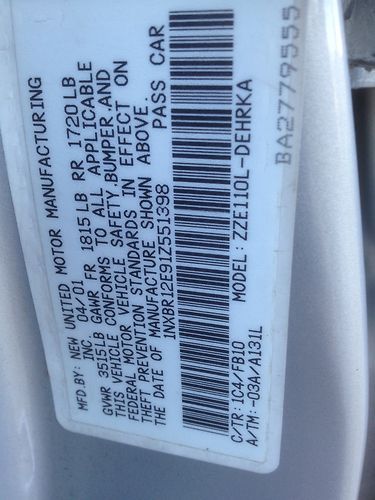 MFD.BY: NEW UNITED MOTOR MANUFACTURING
INC. 04/01
GVWR 3515LB GAWR FR 1815 LB RR 1720 LB
THIS VEHICLE CONFORMS TO ALL APPLICABLE
FEDERAL MOTOR VEHICLE SAFETY,BUMPER,AND
THEFT PREVENTION STANDARDS IN EFFECT ON
THE DATE OF MANUFACTURE SHOWN ABOVE.
1NXBR12E91Z551398 PASS CAR
MODEL: ZZE110L-DEHRKA
C/TR: 1C4/FB10
A/TM: -03A/A131L
BA2779555